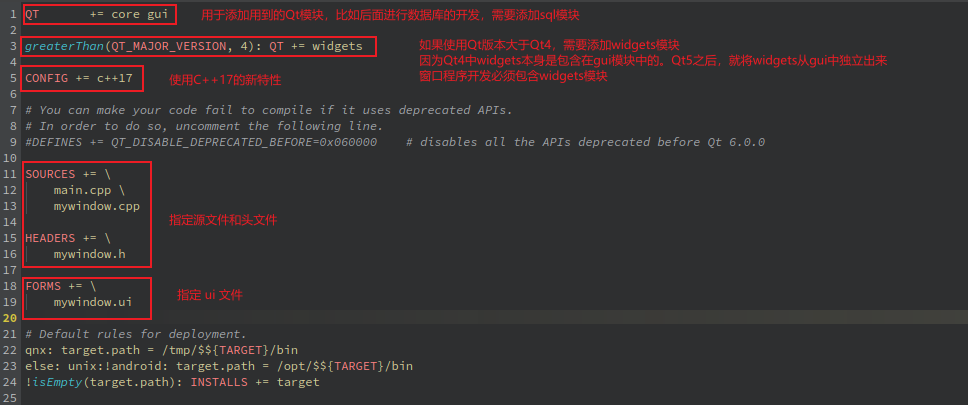 1 QT       += core gui
用于添加用到的Qt模块，比如后面进行数据库的开发，需要添加sql模块
2
3 greaterThan(QT_MAJOR_VERSION, 4): QT += widgets
如果使用Qt版本大于Qt4，需要添加widgets模块
因为Qt4中widgets本身是包含在gui模块中的。Qt5之后，就将widgets从gui中独立出来
窗口程序开发必须包含widgets模块
4
5 CONFIG += c++17
使用C++17的新特性
6
7 # You can make your code fail to compile if it uses deprecated APIs.
8 # In order to do so, uncomment the following line.
9 #DEFINES += QT_DISABLE_DEPRECATED_BEFORE=0x060000    # disables all the APIs deprecated before Qt 6.0.0
10
11 SOURCES += \
12     main.cpp \
13     mywindow.cpp
14
指定源文件和头文件
15 HEADERS += \
16     mywindow.h
17
18 FORMS += \
指定 ui 文件
19     mywindow.ui
20
21 # Default rules for deployment.
22 qnx: target.path = /tmp/$${TARGET}/bin
23 else: unix:!android: target.path = /opt/$${TARGET}/bin
24 !isEmpty(target.path): INSTALLS += target
25